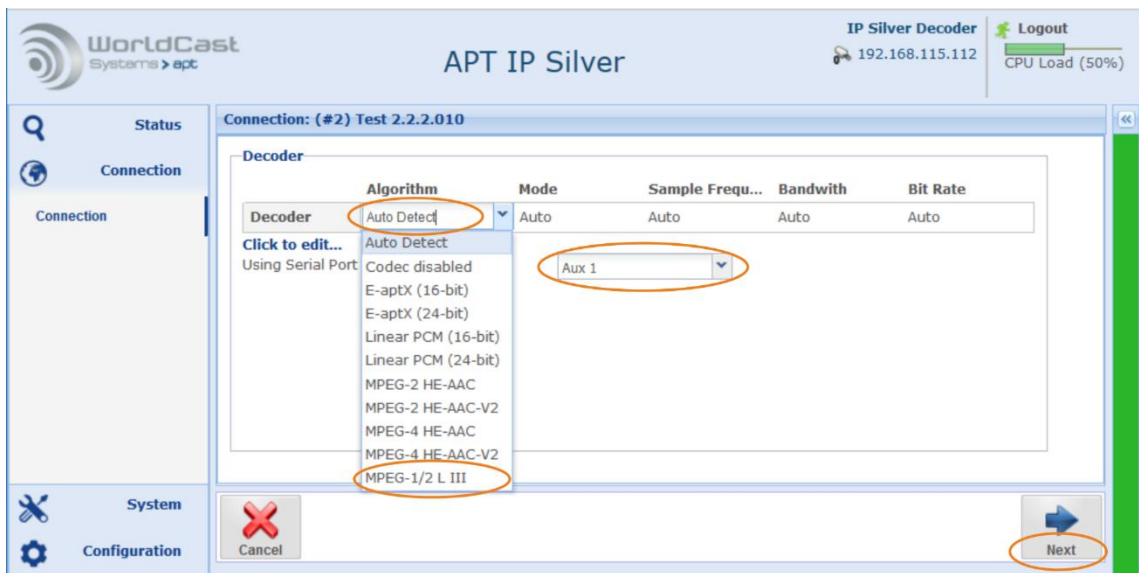 WorldCast
Systems > apt
APT IP Silver
IP Silver Decoder
192.168.115.112
Logout
CPU Load (50%)
Status
Connection
Connection
System
Configuration
Connection: (#2) Test 2.2.2.010
Decoder
Algorithm Mode Sample Frequ... Bandwith Bit Rate
Decoder Auto Detect Auto Auto Auto Auto
Click to edit...
Using Serial Port Aux 1
Auto Detect
Codec disabled
E-aptX (16-bit)
E-aptX (24-bit)
Linear PCM (16-bit)
Linear PCM (24-bit)
MPEG-2 HE-AAC
MPEG-2 HE-AAC-V2
MPEG-4 HE-AAC
MPEG-4 HE-AAC-V2
MPEG-1/2 L III
Cancel
Next